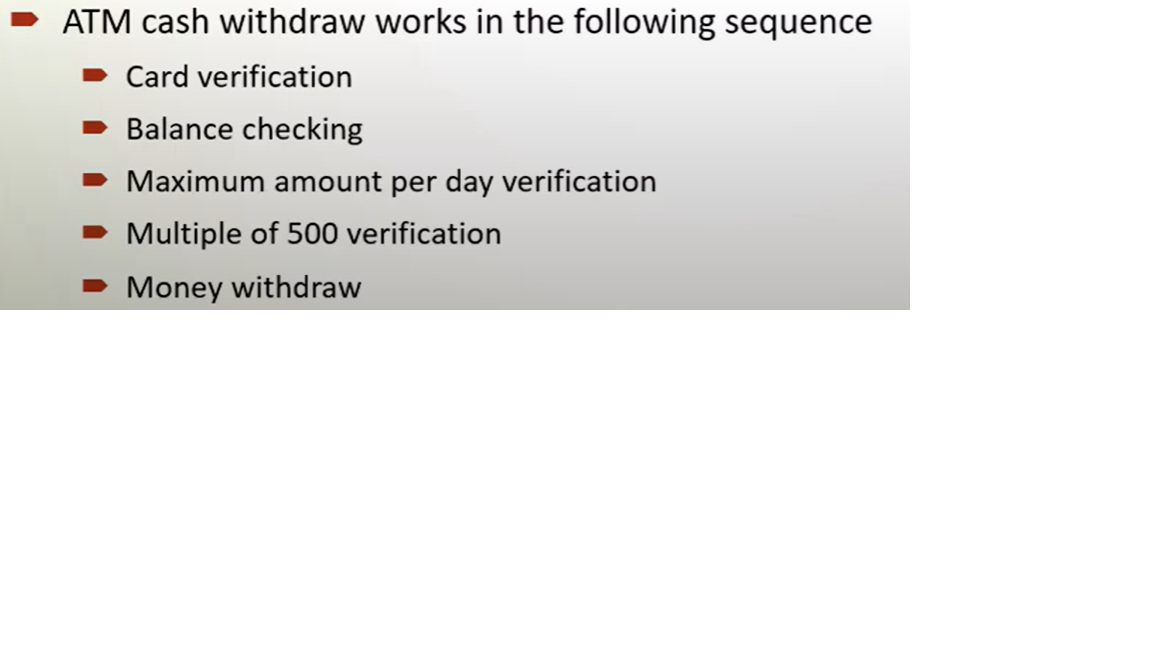 ATM cash withdraw works in the following sequence
Card verification
Balance checking
Maximum amount per day verification
Multiple of 500 verification
Money withdraw